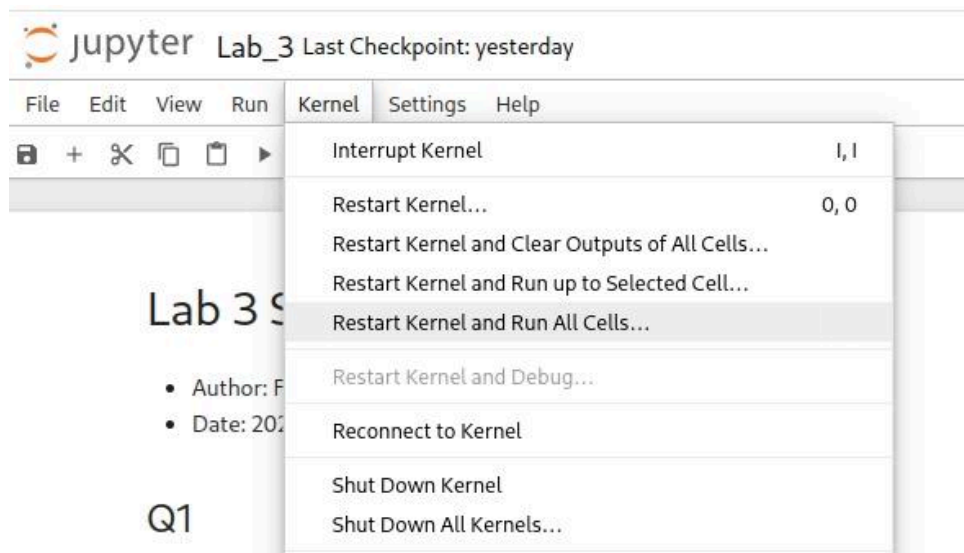 jupyter Lab_3 Last Checkpoint: yesterday
File Edit View Run Kernel Settings Help
Interrupt Kernel I, I
Restart Kernel... 0, 0
Restart Kernel and Clear Outputs of All Cells...
Restart Kernel and Run up to Selected Cell...
Restart Kernel and Run All Cells...
Restart Kernel and Debug...
Reconnect to Kernel
Shut Down Kernel
Shut Down All Kernels...
Lab 3
Author:
Date:
Q1